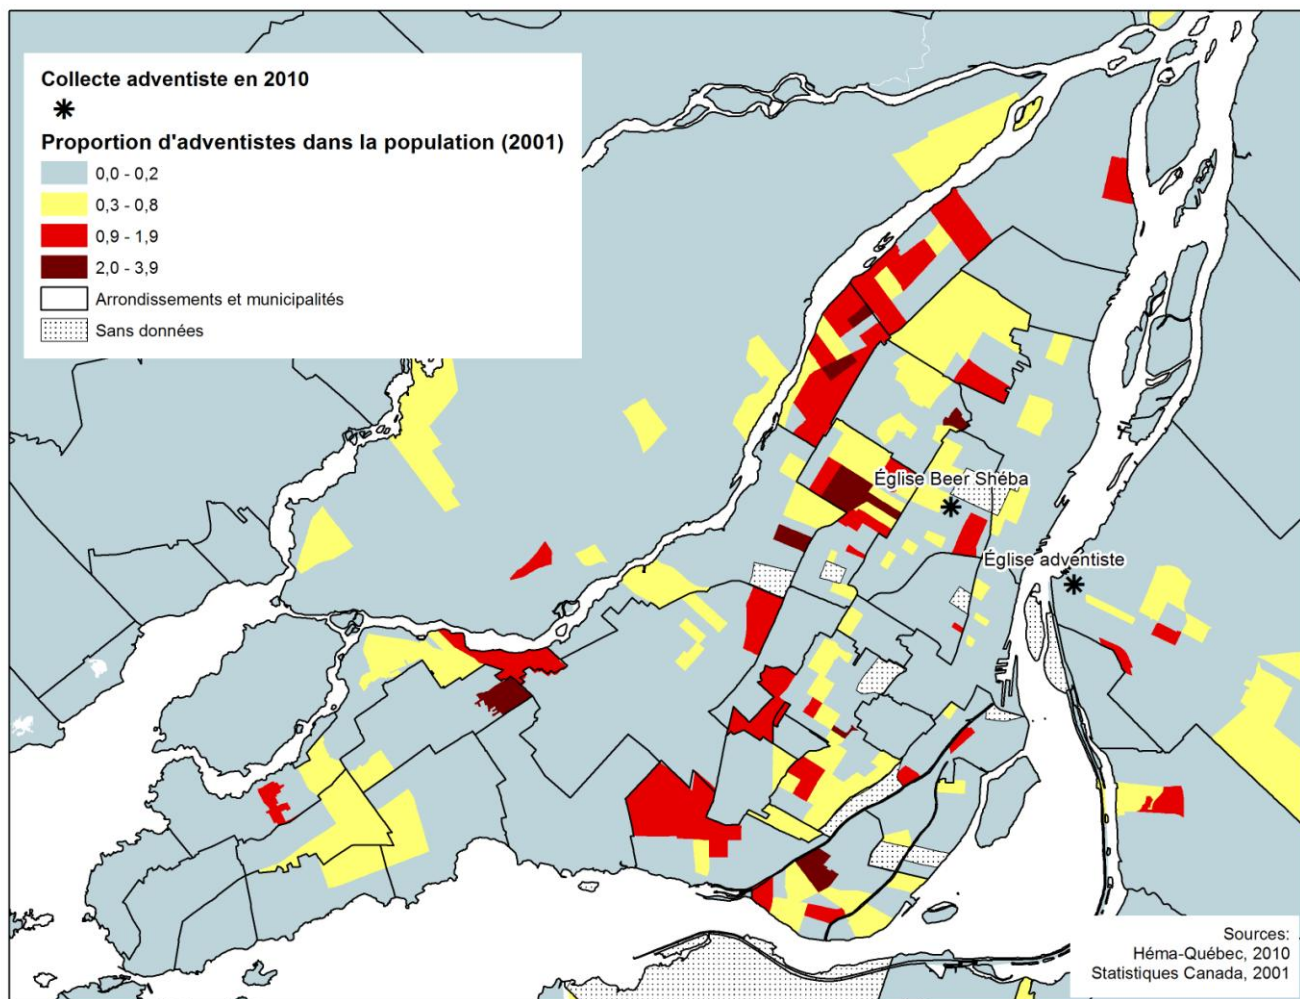 Collecte adventiste en 2010
Proportion d'adventistes dans la population (2001)
0,0 - 0,2
0,3 - 0,8
0,9 - 1,9
2,0 - 3,9
Arrondissements et municipalités
Sans données
Église Beer Shéba
Église adventiste
Sources:
Héma-Québec, 2010
Statistiques Canada, 2001